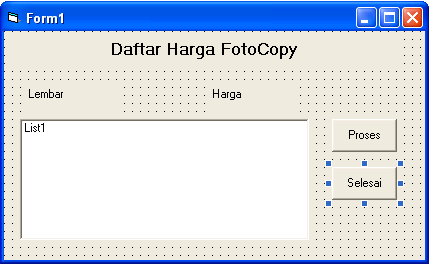 Form1
Daftar Harga FotoCopy
Lembar Harga
List1
Proses
Selesai